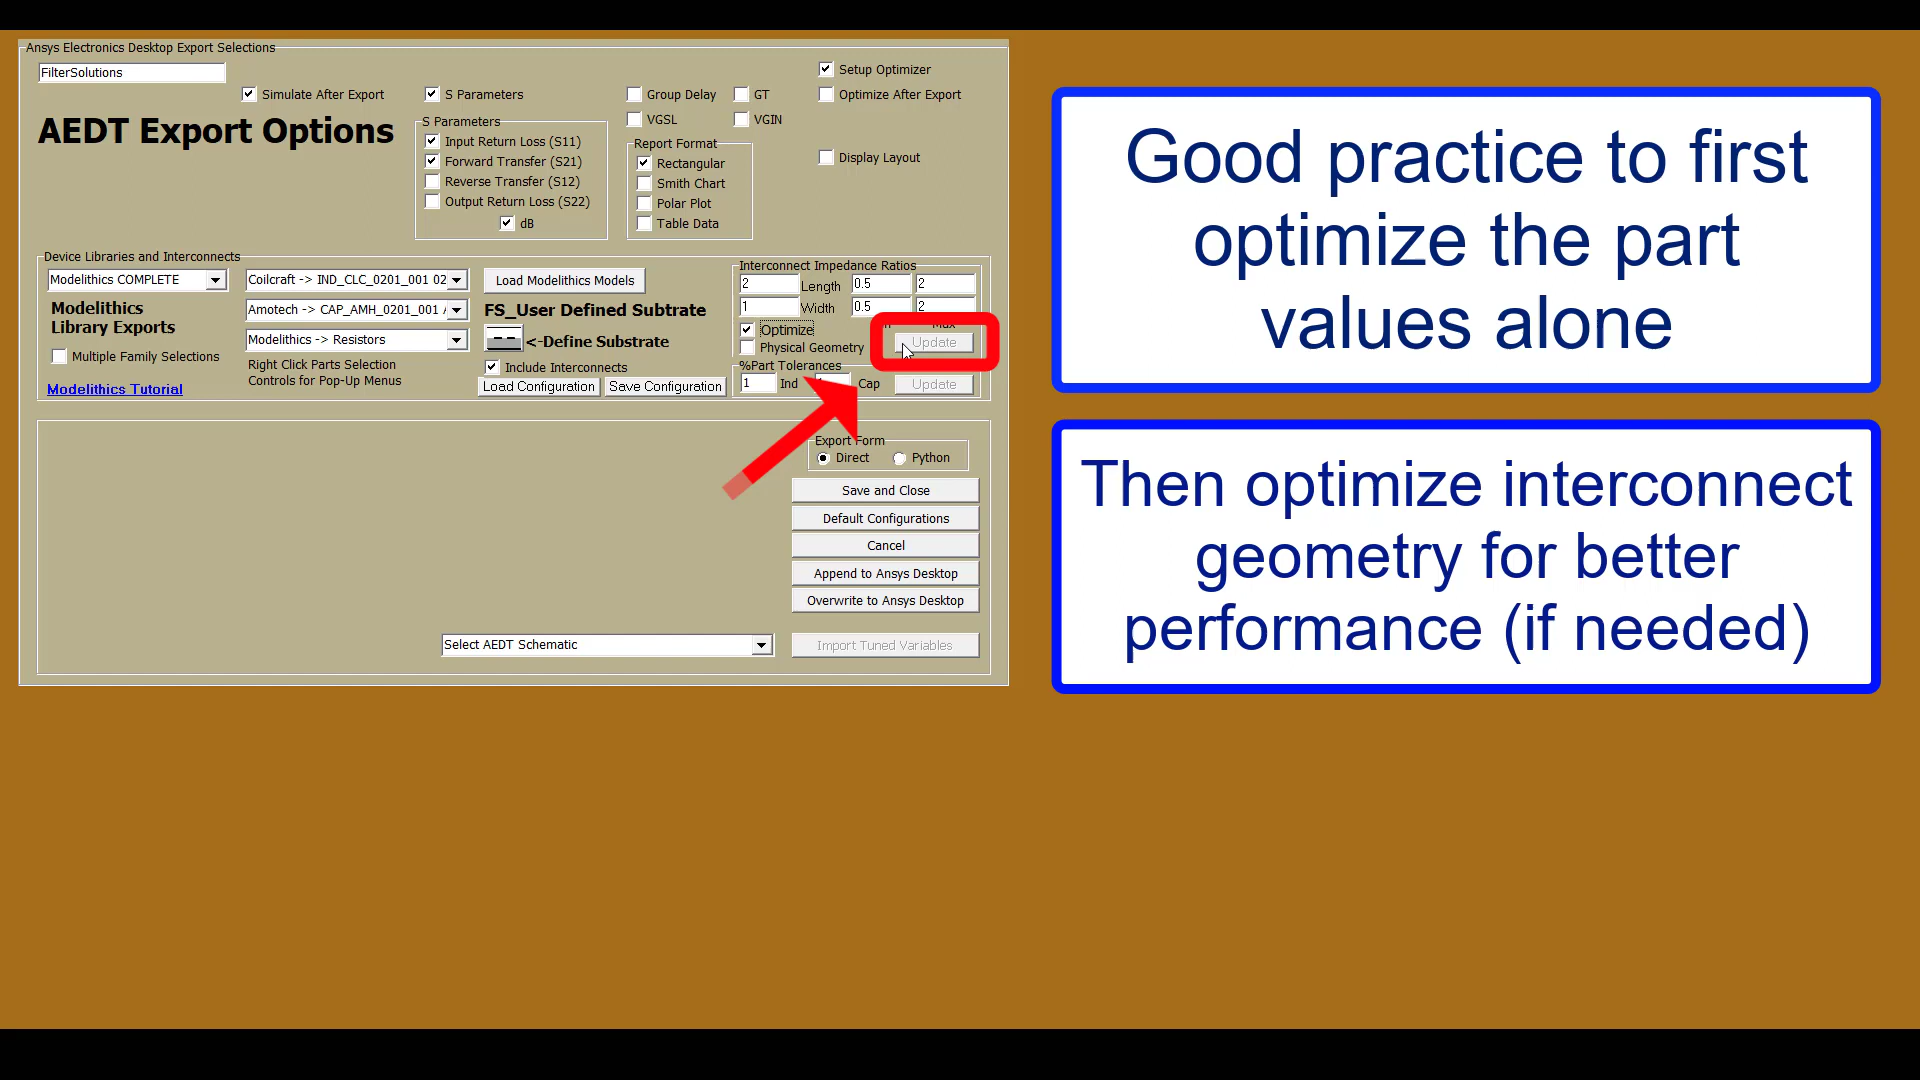 Ansys Electronics Desktop Export Selections
FilterSolutions
Simulate After Export
AEDT Export Options
S Parameters
S Parameters
Input Return Loss (S11)
Forward Transfer (S21)
Reverse Transfer (S12)
Output Return Loss (S22)
dB
Group Delay
GT
VGSL
VGIN
Report Format
Rectangular
Smith Chart
Polar Plot
Table Data
Setup Optimizer
Optimize After Export
Display Layout
Device Libraries and Interconnects
Modelithics COMPLETE
Modelithics
Library Exports
Multiple Family Selections
Modelithics Tutorial
Coilcraft -> IND_CLC_0201_001 02
Amotech -> CAP_AMH_0201_001
Modelithics -> Resistors
Right Click Parts Selection
Controls for Pop-Up Menus
Load Modelithics Models
FS_User Defined Subtrate
<-Define Substrate
Include Interconnects
Load Configuration
Save Configuration
Interconnect Impedance Ratios
2 Length 0.5 2
1 Width 0.5 2
Max
Optimize
Physical Geometry
Update
%Part Tolerances
1 Ind
Cap
Update
Export Form
Direct
Python
Save and Close
Default Configurations
Cancel
Append to Ansys Desktop
Overwrite to Ansys Desktop
Select AEDT Schematic
Import Tuned Variables
Good practice to first
optimize the part
values alone
Then optimize interconnect
geometry for better
performance (if needed)